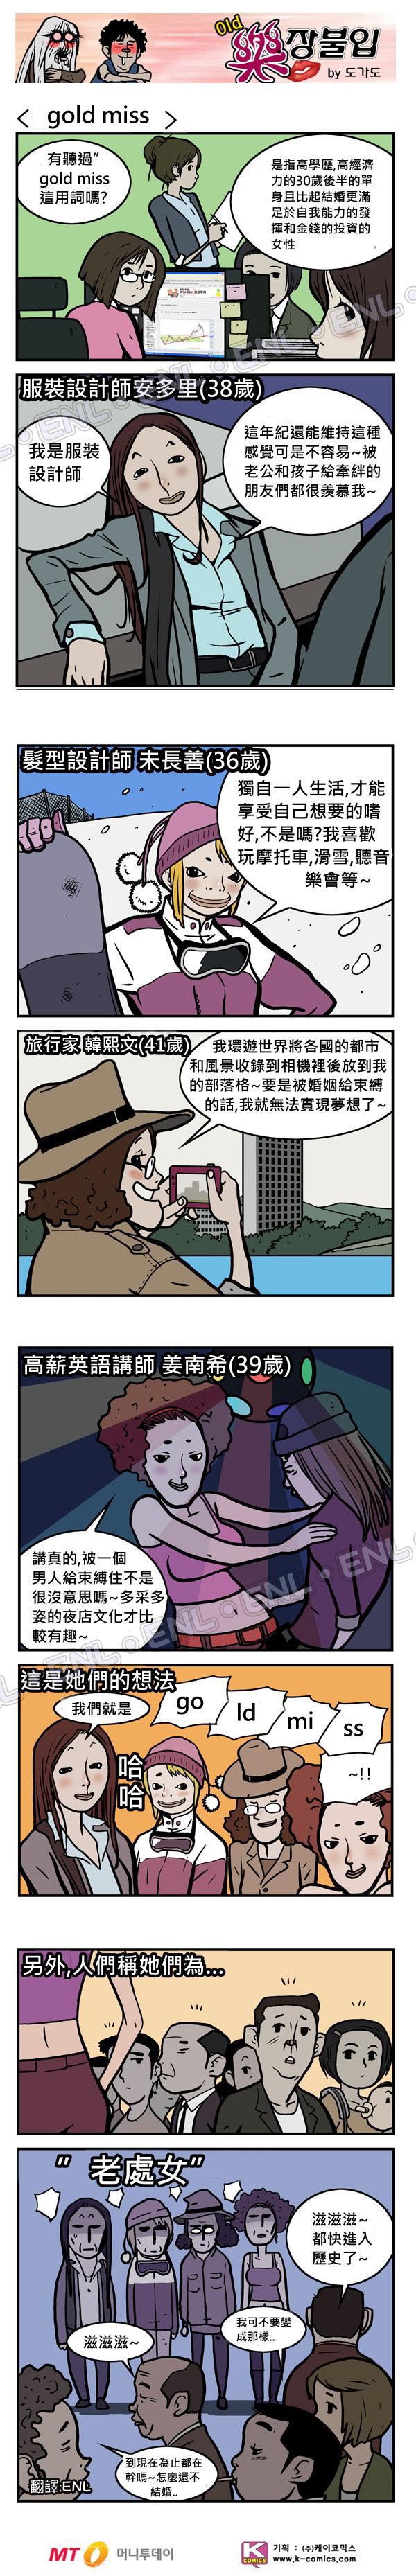 Old
樂장불입
by 도가도
< gold miss >
有聽過"
gold miss
這用詞嗎?
是指高學歷,高經濟
力的30歲後半的單
身且比起結婚更滿
足於自我能力的發
揮和金錢的投資的
女性
服裝設計師安多里(38歲)
我是服裝
設計師
這年紀還能維持這種
感覺可是不容易~被
老公和孩子給牽絆的
朋友們都很羨慕我~
髮型設計師 未長善(36歲)
獨自一人生活,才能
享受自己想要的嗜
好,不是嗎?我喜歡
玩摩托車,滑雪,聽音
樂會等~
旅行家 韓熙文(41歲)
我環遊世界將各國的都市
和風景收錄到相機裡後放到我
的部落格~要是被婚姻給束縛
的話,我就無法實現夢想了~
高薪英語講師 姜南希(39歲)
講真的,被一個
男人給束縛住不是
很沒意思嗎~多采多
姿的夜店文化才比
較有趣~
這是她們的想法
我們就是
go
ld
mi
ss
~!!
哈
哈
另外,人們稱她們為...
" 老處女"
滋滋滋~
都快進入
歷史了~
我可不要變
成那樣..
滋滋滋~
到現在為止都在
幹嗎~怎麼還不
結婚..
翻譯:ENL
MT 머니투데이
K COMICS
기획 : (주)케이코믹스
www.k-comics.com
ENL